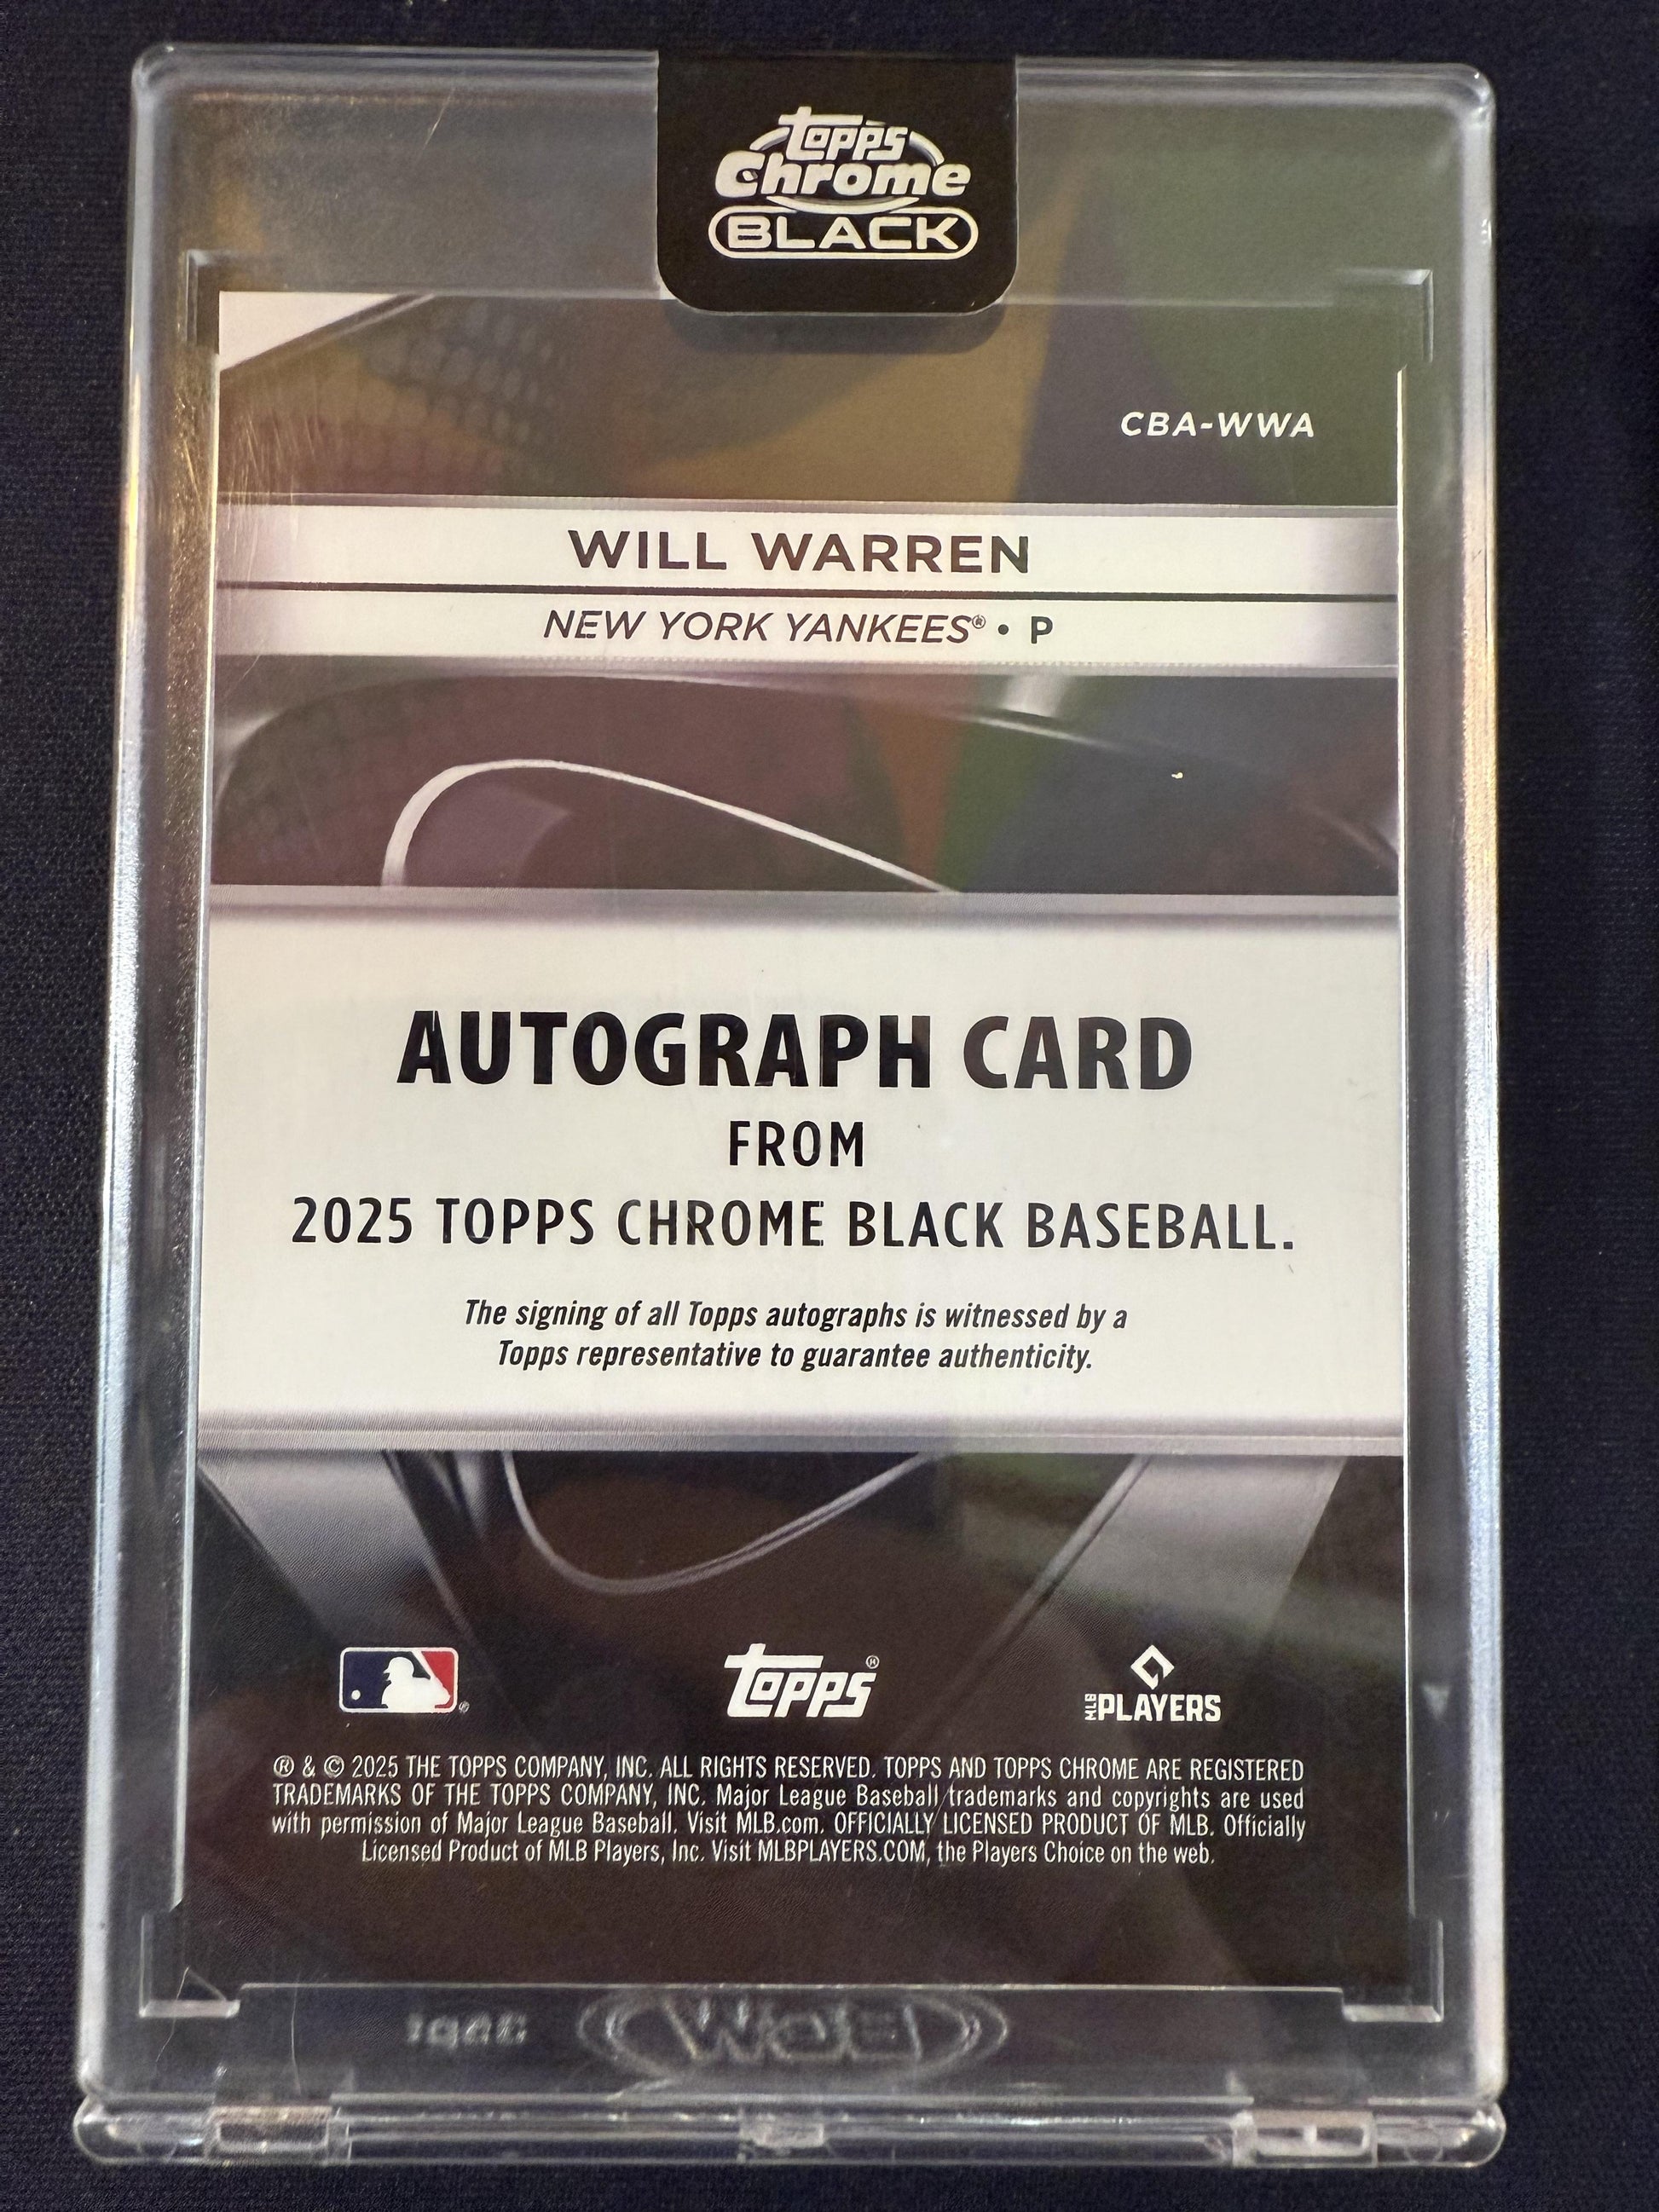 topps
Chrome
BLACK
CBA-WWA
WILL WARREN
NEW YORK YANKEES® • P
AUTOGRAPH CARD
FROM
2025 TOPPS CHROME BLACK BASEBALL.
The signing of all Topps autographs is witnessed by a
Topps representative to guarantee authenticity.
topps®
MLB PLAYERS
® & © 2025 THE TOPPS COMPANY, INC. ALL RIGHTS RESERVED. TOPPS AND TOPPS CHROME ARE REGISTERED
TRADEMARKS OF THE TOPPS COMPANY, INC. Major League Baseball trademarks and copyrights are used
with permission of Major League Baseball. Visit MLB.com. OFFICIALLY LICENSED PRODUCT OF MLB. Officially
Licensed Product of MLB Players, Inc. Visit MLBPLAYERS.COM, the Players Choice on the web.